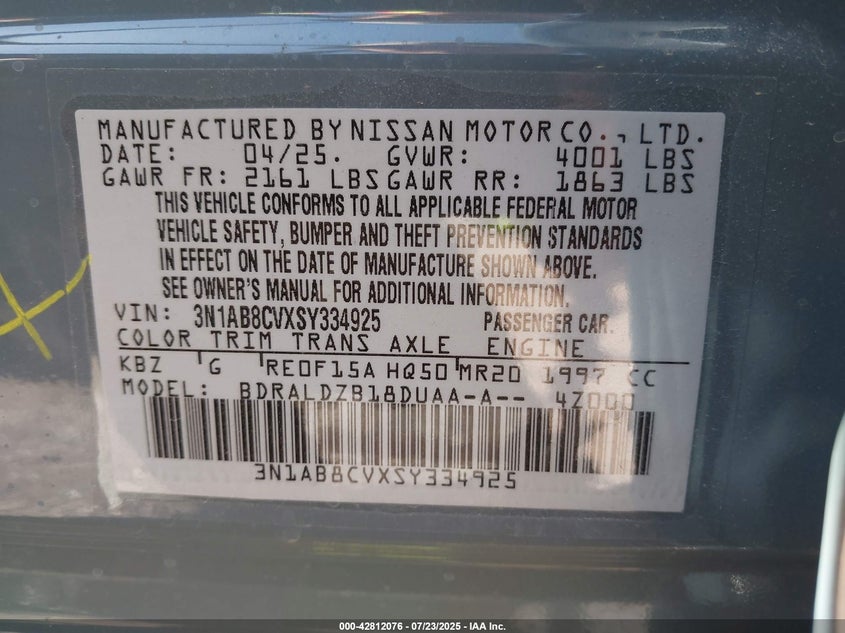 MANUFACTURED BY NISSAN MOTOR CO., LTD.
DATE: 04/25. GVWR: 4001 LBS
GAWR FR: 2161 LBS GAWR RR: 1863 LBS
THIS VEHICLE CONFORMS TO ALL APPLICABLE FEDERAL MOTOR
VEHICLE SAFETY, BUMPER AND THEFT PREVENTION STANDARDS
IN EFFECT ON THE DATE OF MANUFACTURE SHOWN ABOVE.
SEE OWNER'S MANUAL FOR ADDITIONAL INFORMATION.
VIN: 3N1AB8CVXSY334925 PASSENGER CAR.
COLOR TRIM TRANS AXLE ENGINE
KBZ G RE0F15A HQ50 MR20 1997 CC
MODEL: BDRALDZB18DUAA-A-- 4Z000
3N1AB8CVXSY334925
000-42812076 / 07/23/2025 - IAA Inc.